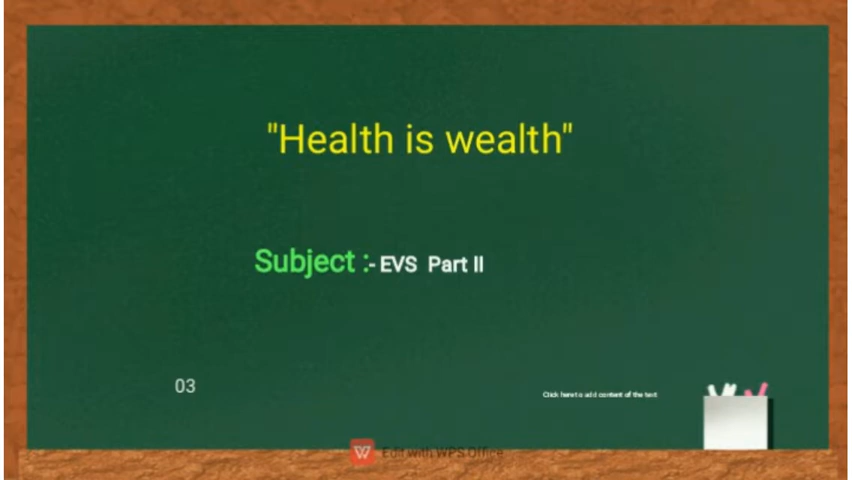 "Health is wealth"
Subject :- EVS Part II
03
Click here to add content of the text
Edit with WPS Office